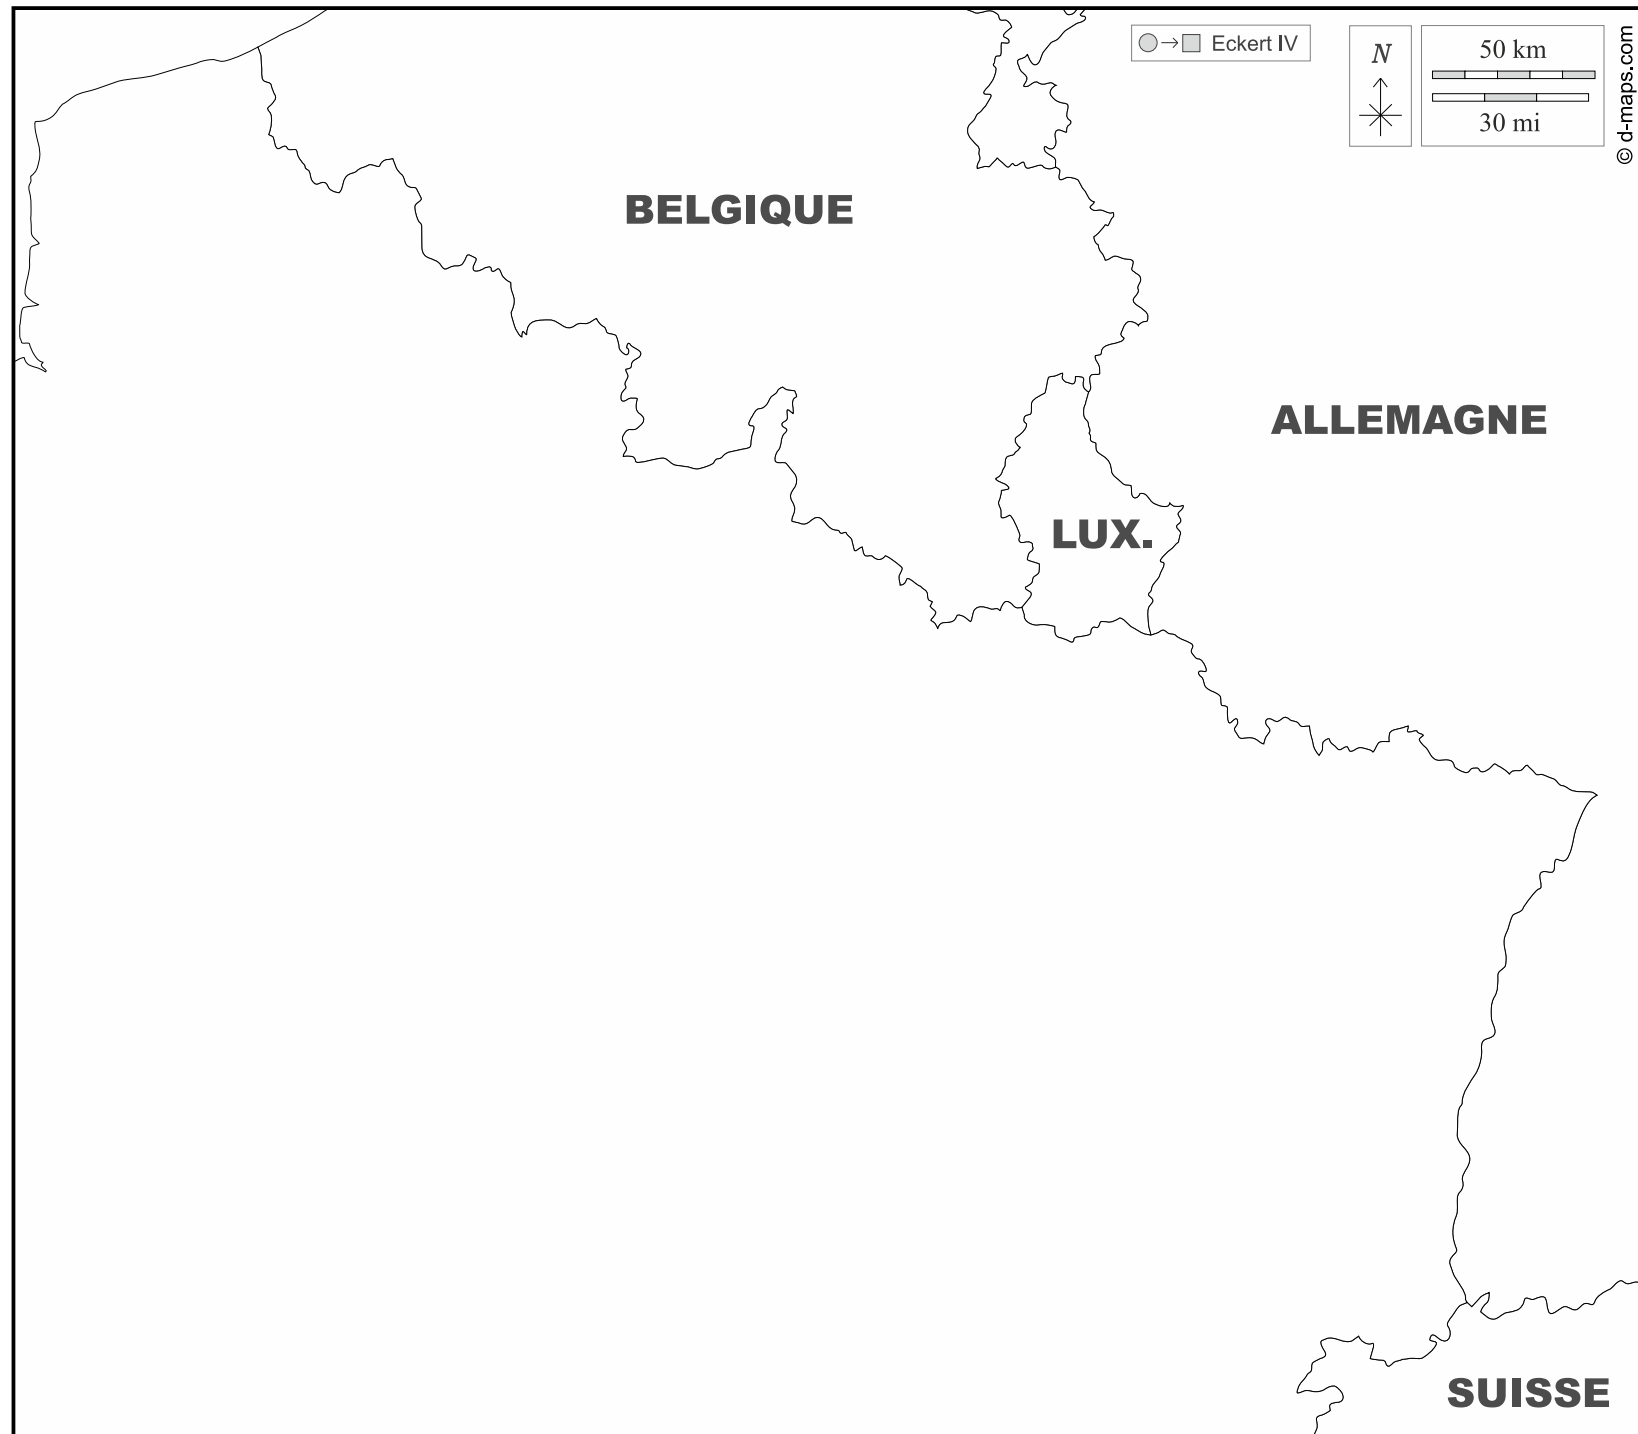 Eckert IV
N
50 km
30 mi
© d-maps.com
BELGIQUE
ALLEMAGNE
LUX.
SUISSE